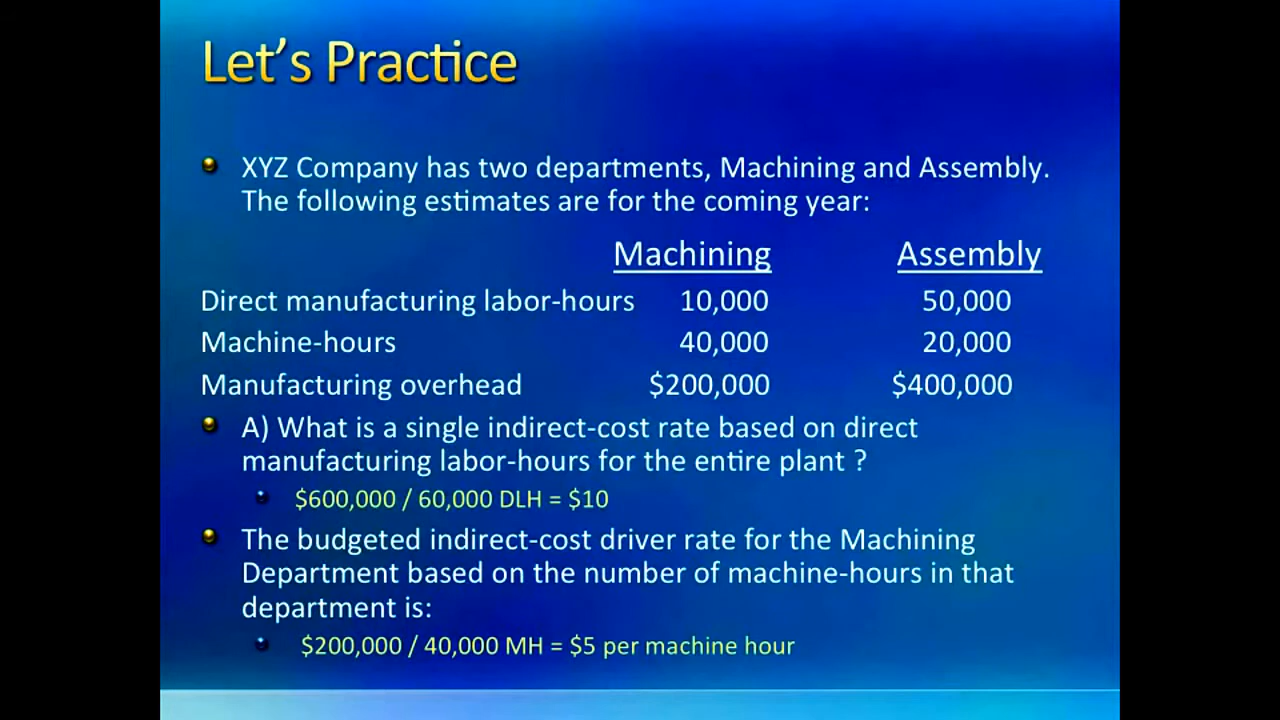 Let's Practice
XYZ Company has two departments, Machining and Assembly.
The following estimates are for the coming year:
Machining Assembly
Direct manufacturing labor-hours 10,000 50,000
Machine-hours 40,000 20,000
Manufacturing overhead $200,000 $400,000
A) What is a single indirect-cost rate based on direct
manufacturing labor-hours for the entire plant ?
$600,000 / 60,000 DLH = $10
The budgeted indirect-cost driver rate for the Machining
Department based on the number of machine-hours in that
department is:
$200,000 / 40,000 MH = $5 per machine hour